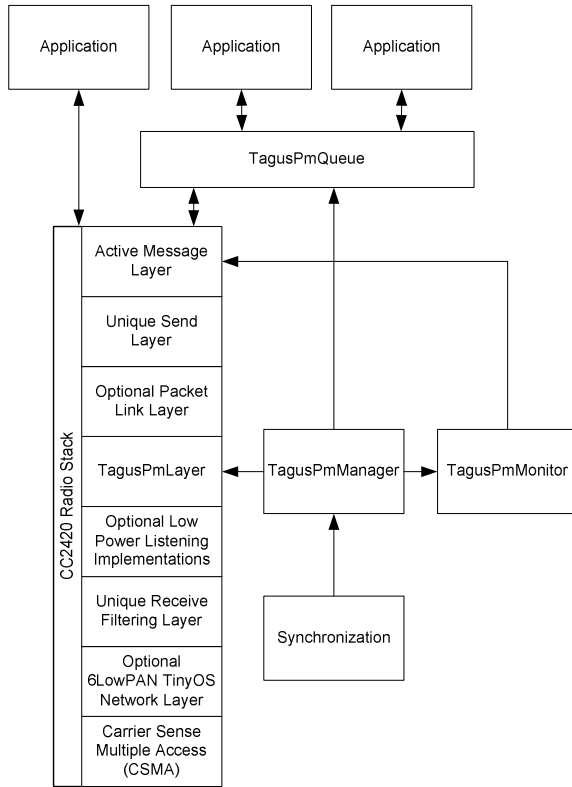 Application
Application
Application
TagusPmQueue
CC2420 Radio Stack
Active Message
Layer
Unique Send
Layer
Optional Packet
Link Layer
TagusPmLayer
TagusPmManager
TagusPmMonitor
Optional Low
Power Listening
Implementations
Unique Receive
Filtering Layer
Synchronization
Optional
6LowPAN TinyOS
Network Layer
Carrier Sense
Multiple Access
(CSMA)